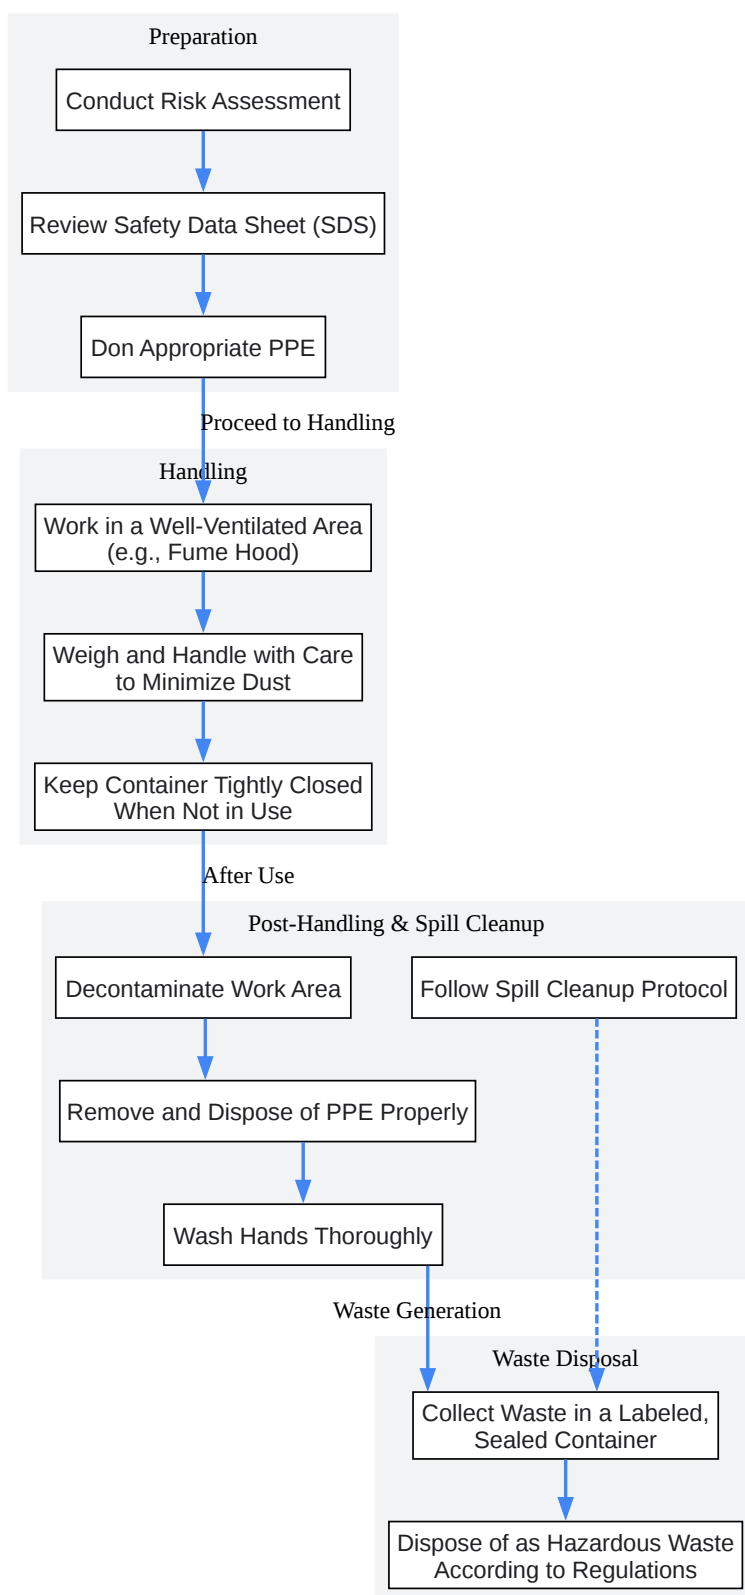 Preparation
Conduct Risk Assessment
Review Safety Data Sheet (SDS)
Don Appropriate PPE
Proceed to Handling
Handling
Work in a Well-Ventilated Area
(e.g., Fume Hood)
Weigh and Handle with Care
to Minimize Dust
Keep Container Tightly Closed
When Not in Use
After Use
Post-Handling & Spill Cleanup
Decontaminate Work Area
Follow Spill Cleanup Protocol
Remove and Dispose of PPE Properly
Wash Hands Thoroughly
Waste Generation
Waste Disposal
Collect Waste in a Labeled,
Sealed Container
Dispose of as Hazardous Waste
According to Regulations